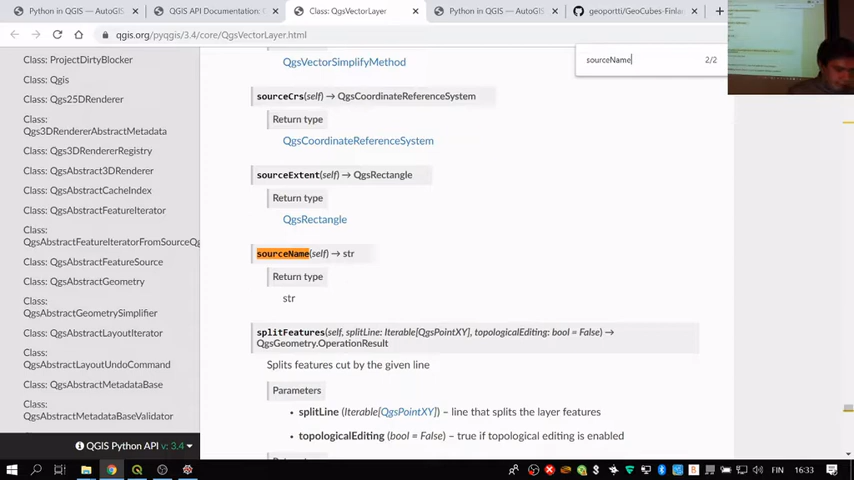 Python in QGIS — AutoGIS
QGIS API Documentation: Q
Class: QgsVectorLayer
Python in QGIS — AutoGIS
geoportti/GeoCubes-Finlan
qgis.org/pyqgis/3.4/core/QgsVectorLayer.html
Class:
ProjectDirtyBlocker
Class: Qgis
Class: Qgs25DRenderer
Class:
Qgs3DRendererAbstractMetadata
Class: Qgs3DRendererRegistry
Class: QgsAbstract3DRenderer
Class: QgsAbstractCacheIndex
Class:
QgsAbstractFeatureIterator
Class:
QgsAbstractFeatureIteratorFromSourceQg
Class: QgsAbstractFeatureSource
Class: QgsAbstractGeometry
Class:
QgsAbstractGeometrySimplifier
Class: QgsAbstractLayoutIterator
Class:
QgsAbstractLayoutUndoCommand
Class: QgsAbstractMetadataBase
Class:
QgsAbstractMetadataBaseValidator
QGIS Python API v: 3.4
QgsVectorSimplifyMethod
sourceCrs(self) → QgsCoordinateReferenceSystem
Return type
QgsCoordinateReferenceSystem
sourceExtent(self) → QgsRectangle
Return type
QgsRectangle
sourceName(self) → str
Return type
str
splitFeatures(self, splitLine: Iterable[QgsPointXY], topologicalEditing: bool = False) →
QgsGeometry.OperationResult
Splits features cut by the given line
Parameters
• splitLine (Iterable[QgsPointXY]) – line that splits the layer features
• topologicalEditing (bool = False) – true if topological editing is enabled
sourceName 2/2
FIN 16:33